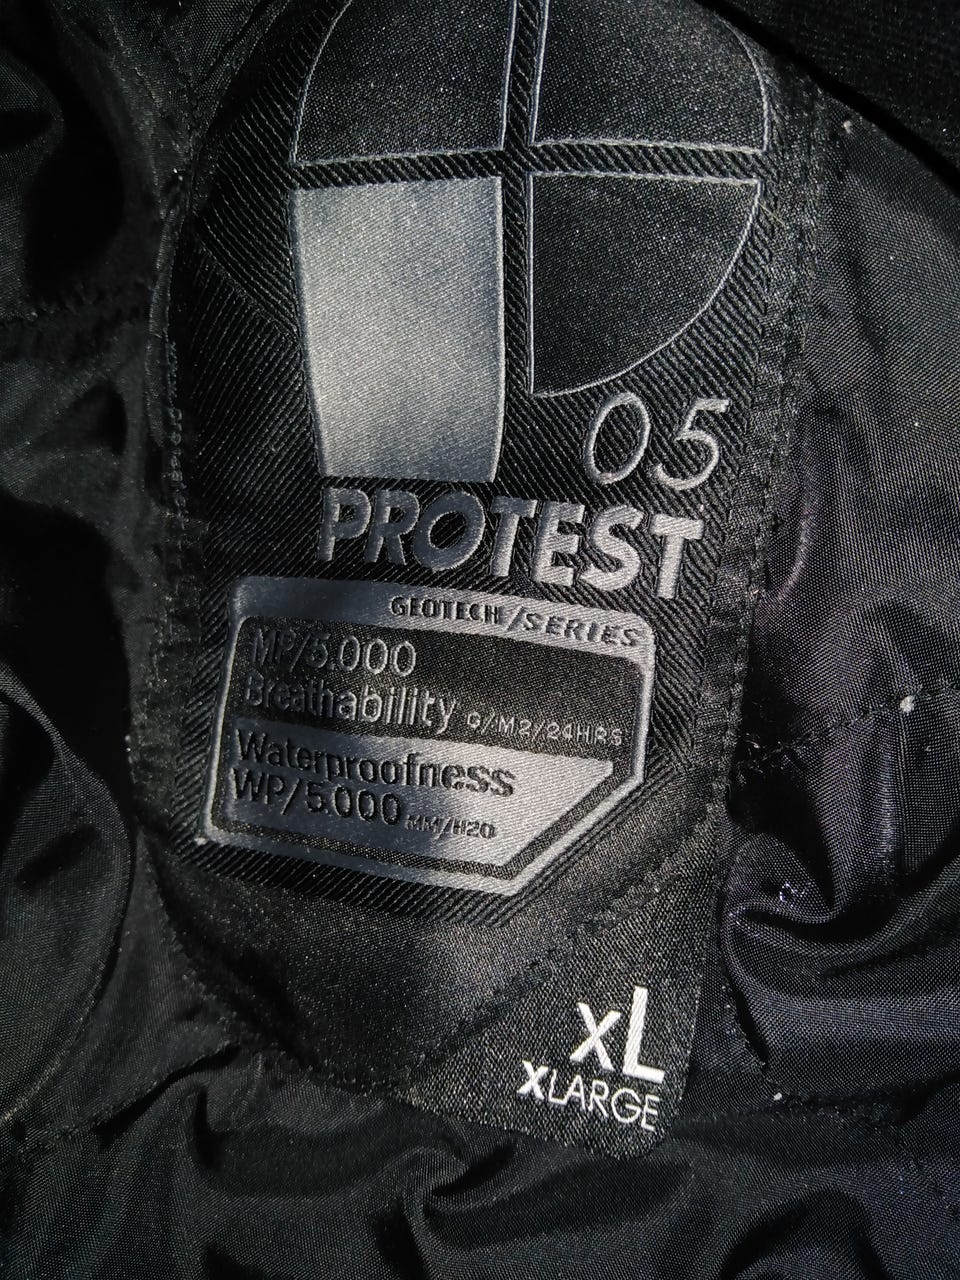 05
PROTEST
GEOTECH/SERIES
MP/5.000
Breathability G/M2/24HRS
Waterproofness
WP/5.000 MM/H2O
XL
XLARGE